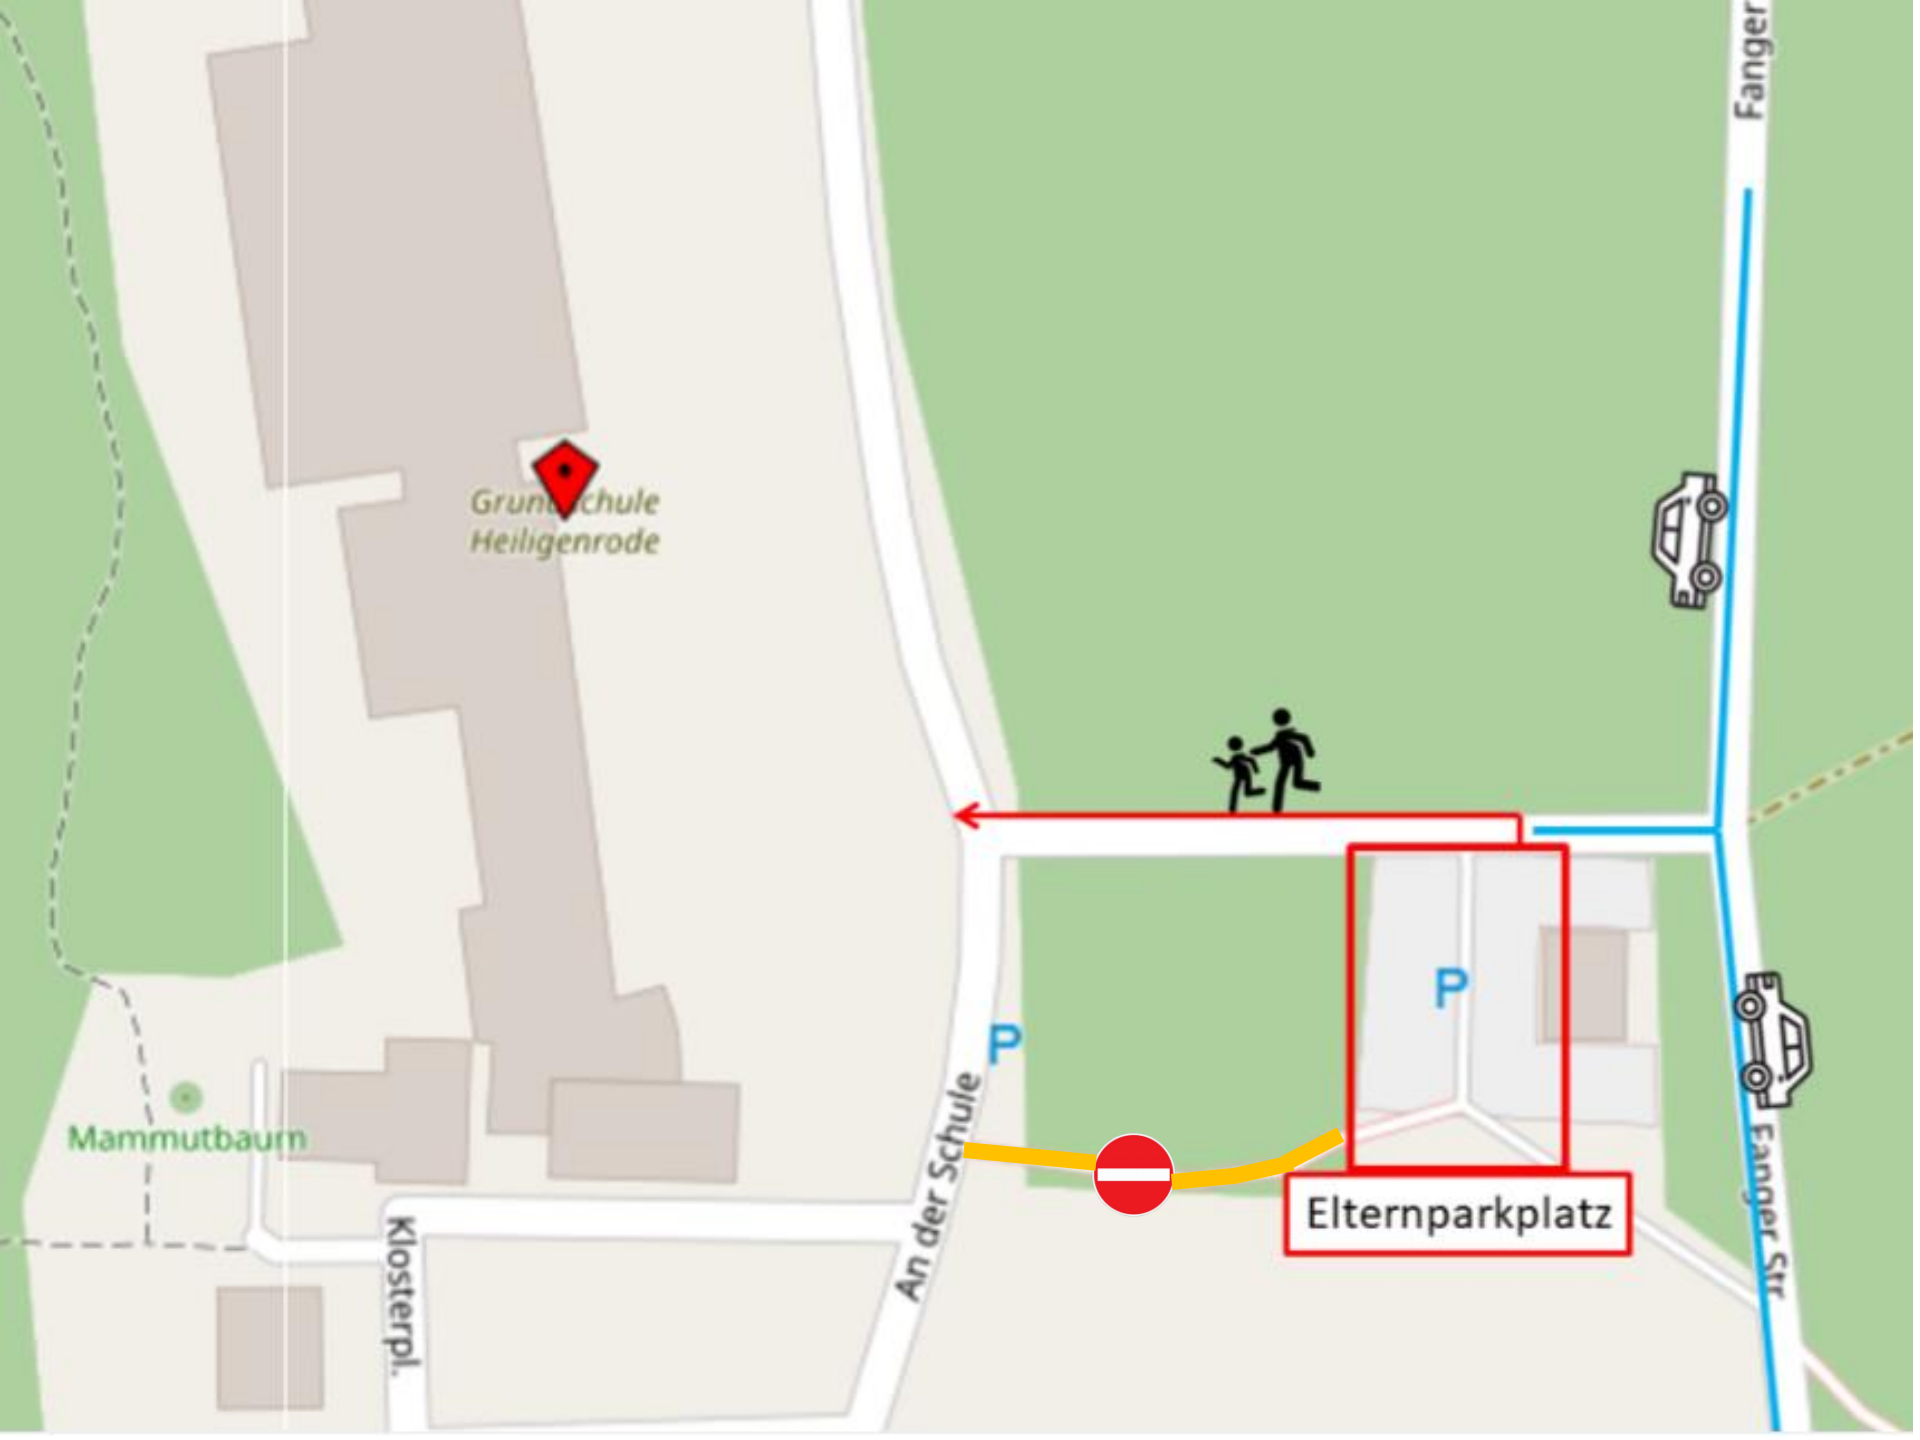 Fanger
Grundschule
Heiligenrode
P
P
An der Schule
Mammutbaum
Klosterpl.
Elternparkplatz
Fanger Str